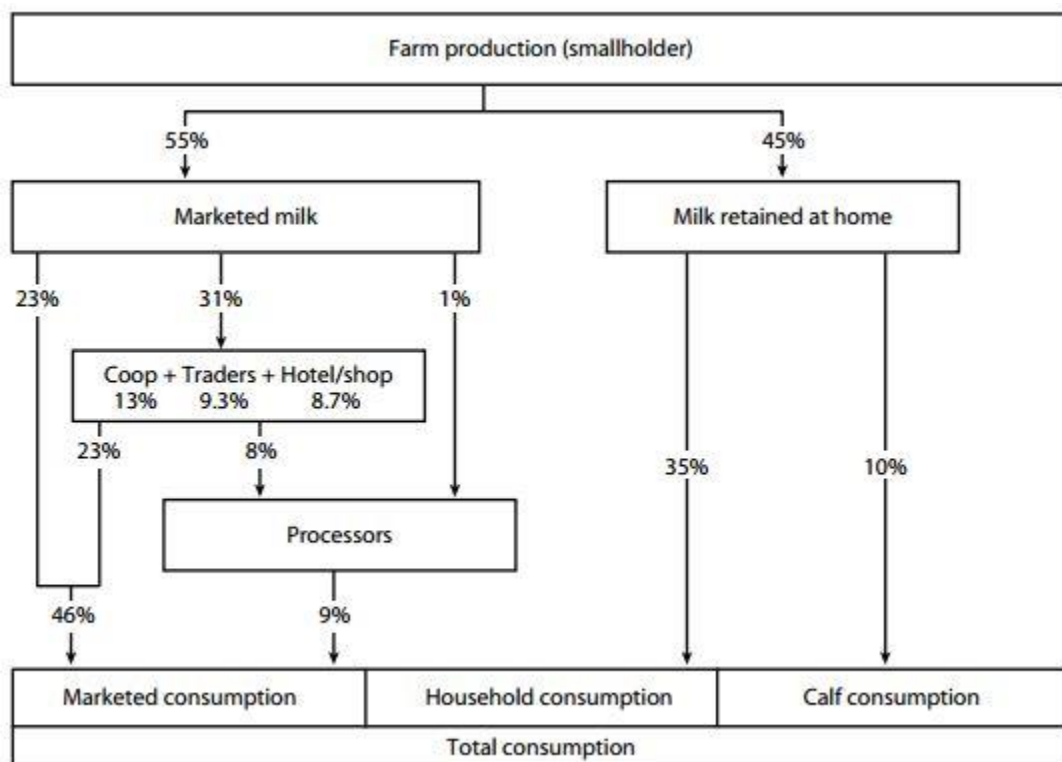 Farm production (smallholder)
55%
45%
Marketed milk
Milk retained at home
23%
31%
1%
Coop + Traders + Hotel/shop
13% 9.3% 8.7%
23%
8%
35%
10%
Processors
46%
9%
Marketed consumption
Household consumption
Calf consumption
Total consumption